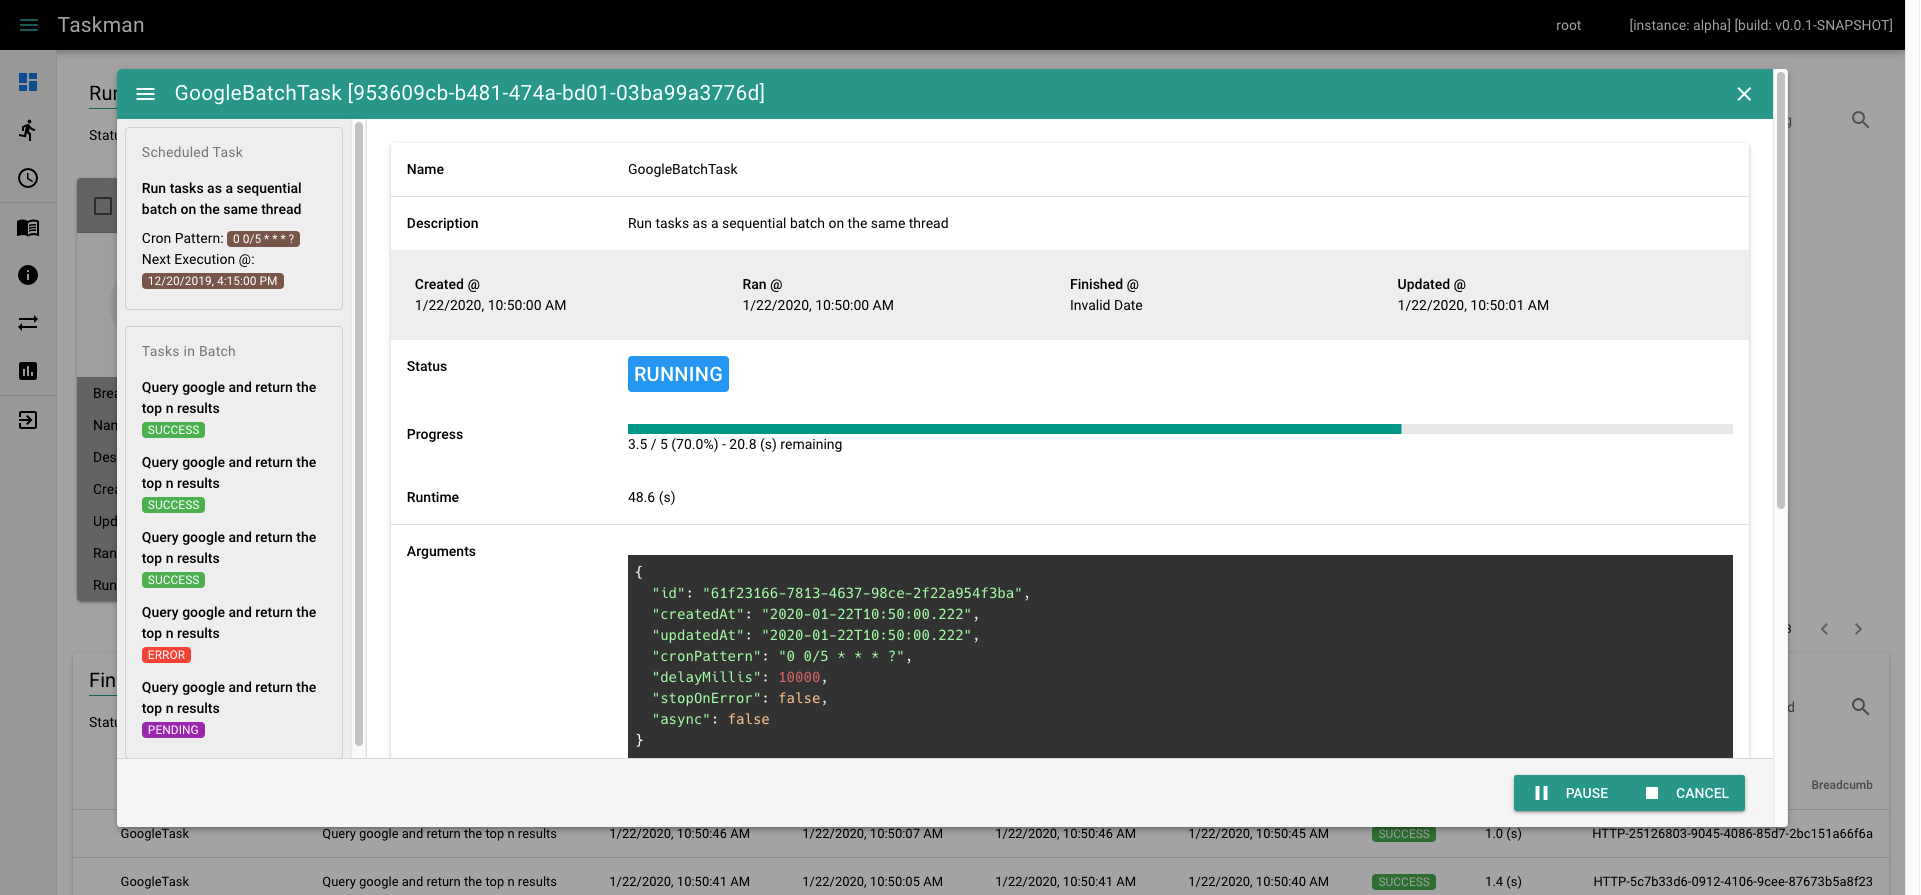 Taskman
root
[instance: alpha] [build: v0.0.1-SNAPSHOT]
GoogleBatchTask [953609cb-b481-474a-bd01-03ba99a3776d]
Scheduled Task
Run tasks as a sequential
batch on the same thread
Cron Pattern: 0 0/5 * * * ?
Next Execution @:
12/20/2019, 4:15:00 PM
Tasks in Batch
Query google and return the
top n results
SUCCESS
Query google and return the
top n results
SUCCESS
Query google and return the
top n results
SUCCESS
Query google and return the
top n results
ERROR
Query google and return the
top n results
PENDING
Name
GoogleBatchTask
Description
Run tasks as a sequential batch on the same thread
Created @
1/22/2020, 10:50:00 AM
Ran @
1/22/2020, 10:50:00 AM
Finished @
Invalid Date
Updated @
1/22/2020, 10:50:01 AM
Status
RUNNING
Progress
3.5 / 5 (70.0%) - 20.8 (s) remaining
Runtime
48.6 (s)
Arguments
{
"id": "61f23166-7813-4637-98ce-2f22a954f3ba",
"createdAt": "2020-01-22T10:50:00.222",
"updatedAt": "2020-01-22T10:50:00.222",
"cronPattern": "0 0/5 * * * ?",
"delayMillis": 10000,
"stopOnError": false,
"async": false
}
PAUSE
CANCEL
Breadcumb
GoogleTask
Query google and return the top n results
1/22/2020, 10:50:46 AM
1/22/2020, 10:50:07 AM
1/22/2020, 10:50:46 AM
1/22/2020, 10:50:45 AM
SUCCESS
1.0 (s)
HTTP-25126803-9045-4086-85d7-2bc151a66f6a
GoogleTask
Query google and return the top n results
1/22/2020, 10:50:41 AM
1/22/2020, 10:50:05 AM
1/22/2020, 10:50:41 AM
1/22/2020, 10:50:40 AM
SUCCESS
1.4 (s)
HTTP-5c7b33d6-0912-4106-9cee-87673b5a8f23